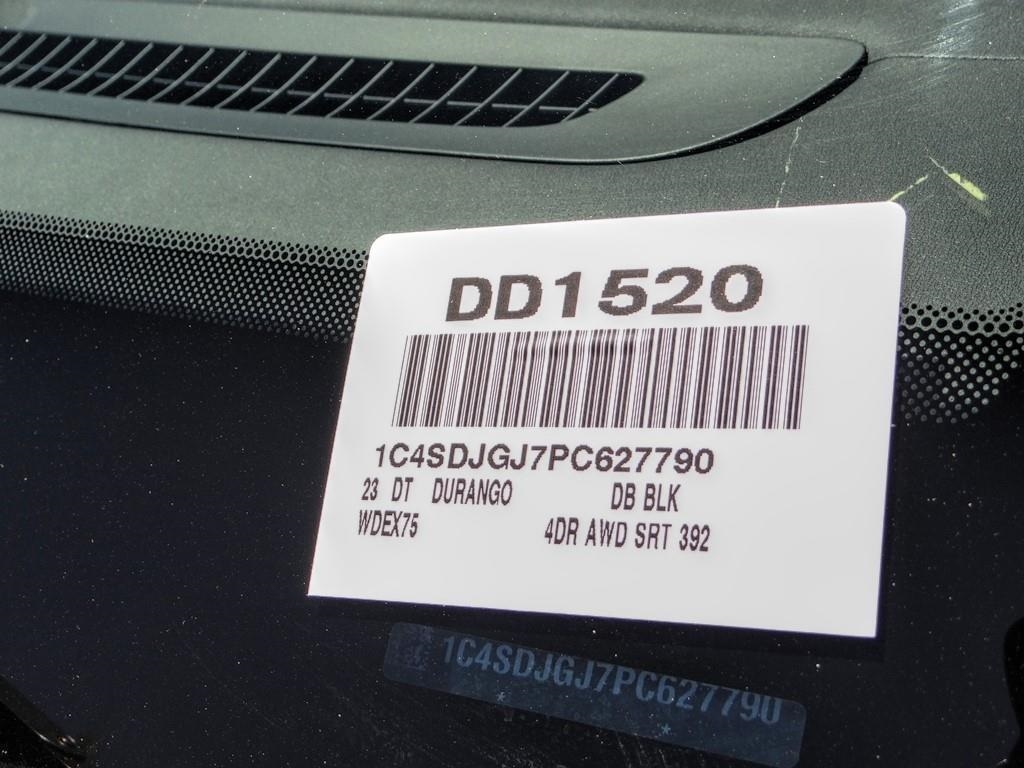 DD1520
1C4SDJGJ7PC627790
23 DT DURANGO DB BLK
WDEX75 4DR AWD SRT 392
1C4SDJGJ7PC627790